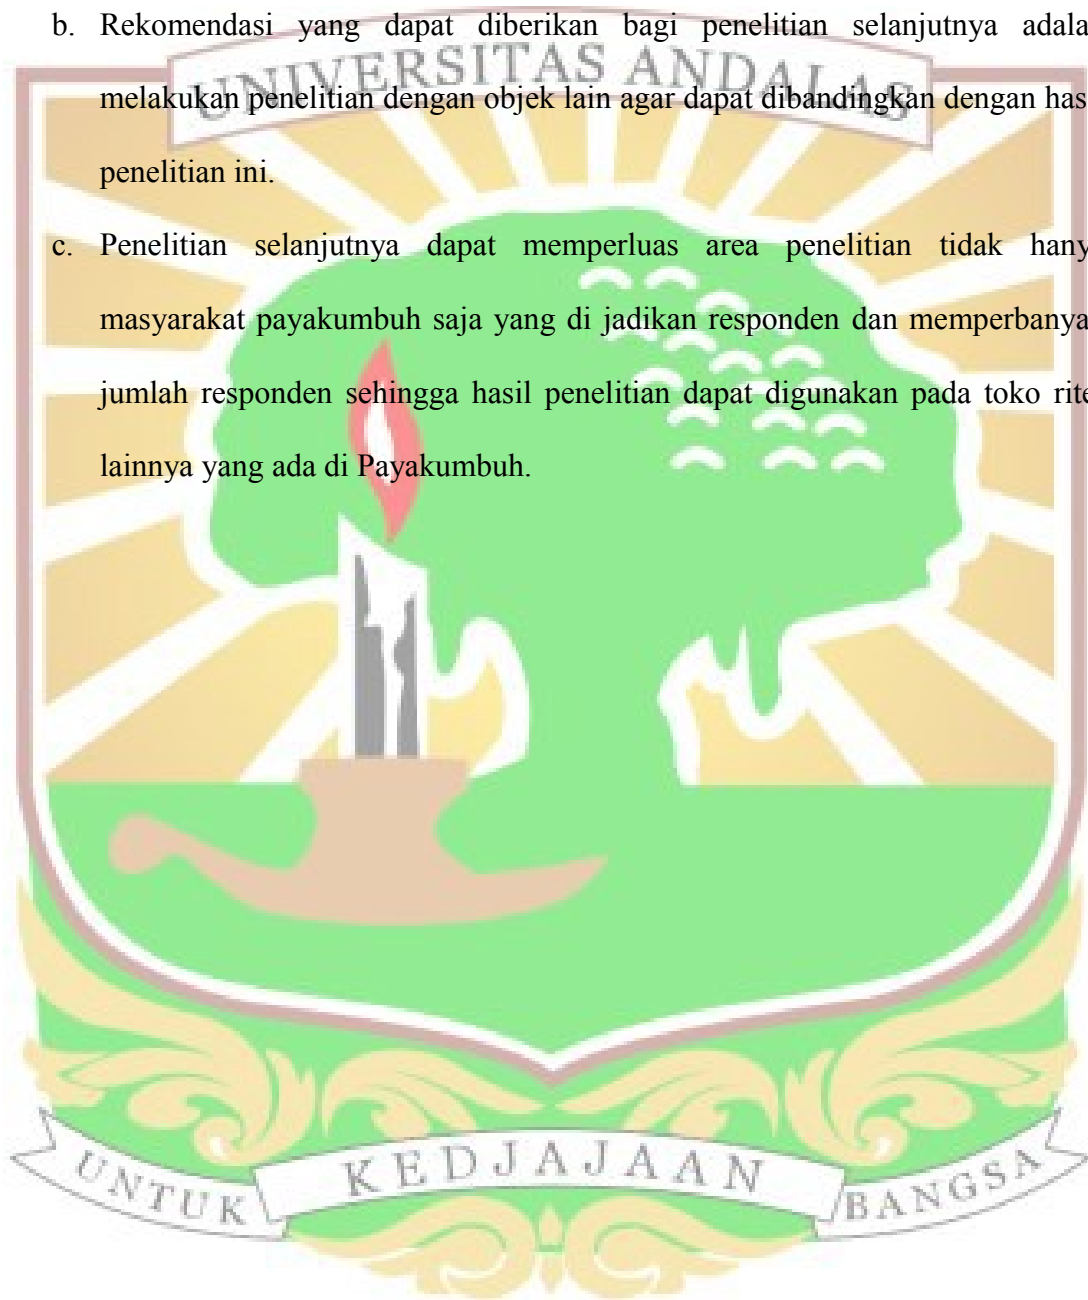 b. Rekomendasi yang dapat diberikan bagi penelitian selanjutnya adala
UNIVERSITAS ANDALAS
melakukan penelitian dengan objek lain agar dapat dibandingkan dengan has
penelitian ini.
c. Penelitian selanjutnya dapat memperluas area penelitian tidak hany
masyarakat payakumbuh saja yang di jadikan responden dan memperbanya
jumlah responden sehingga hasil penelitian dapat digunakan pada toko rite
lainnya yang ada di Payakumbuh.
UNTUK KEDJAJAAN BANGSA